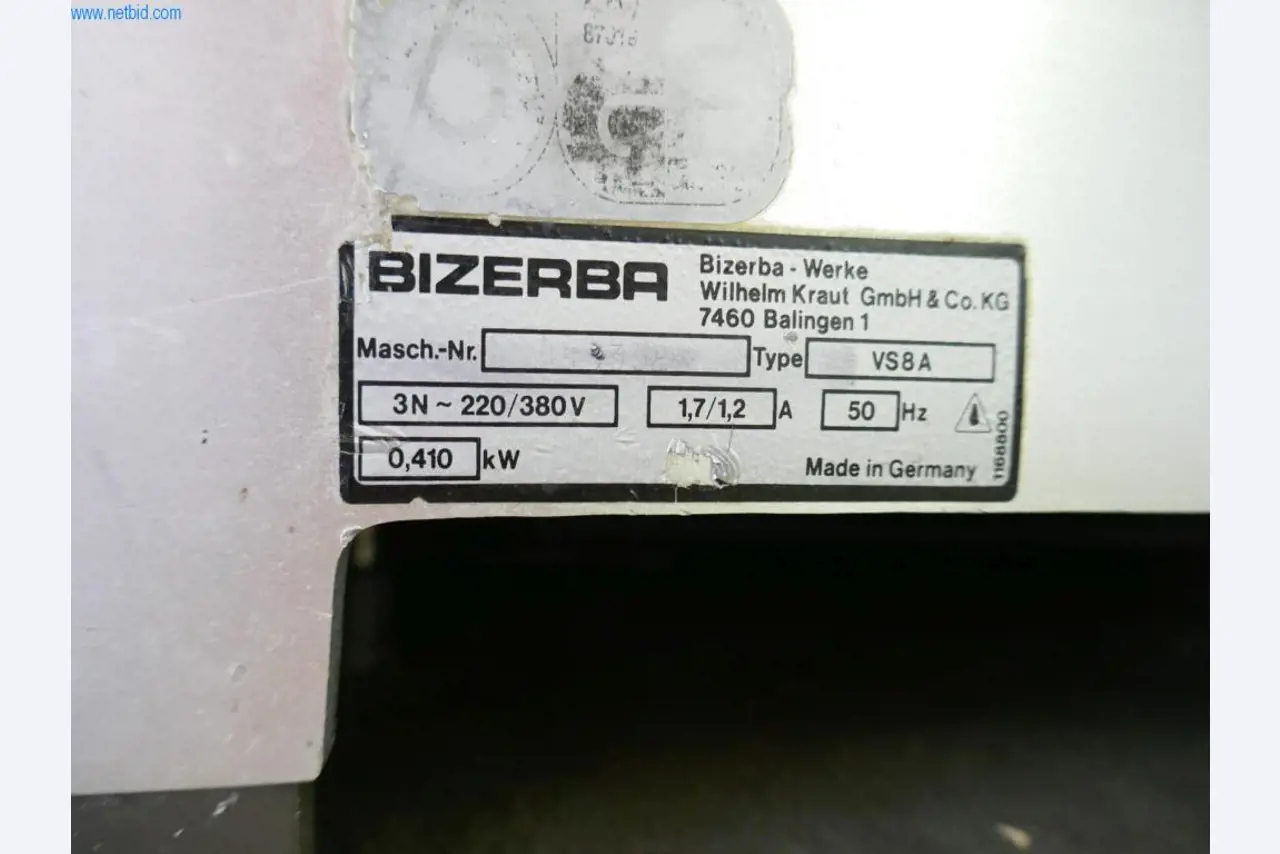 www.netbid.com
BIZERBA
Bizerba - Werke
Wilhelm Kraut GmbH & Co. KG
7460 Balingen 1
Masch.-Nr.
Type VS8A
3N ~ 220/380V 1,7/1,2 A 50 Hz
0,410 kW
Made in Germany
1168800